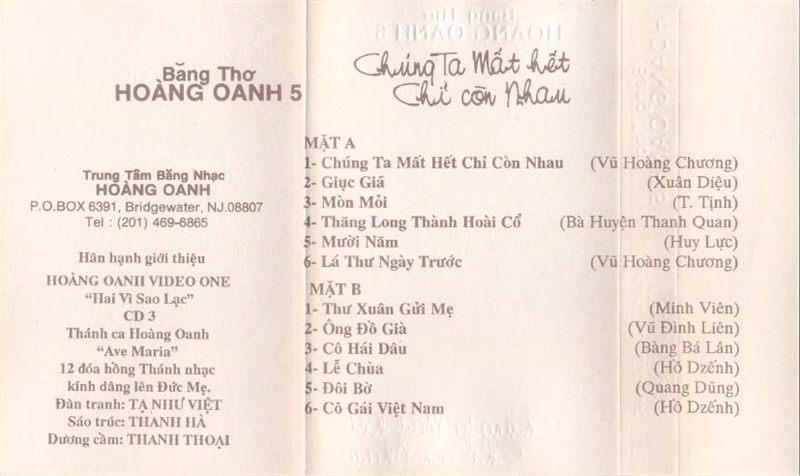 Băng Thơ
HOÀNG OANH 5
Trung Tâm Băng Nhạc
HOÀNG OANH
P.O.BOX 6391, Bridgewater, NJ.08807
Tel : (201) 469-6865
Hân hạnh giới thiệu
HOÀNG OANH VIDEO ONE
“Hai Vì Sao Lạc”
CD 3
Thánh ca Hoàng Oanh
“Ave Maria”
12 đóa hồng Thánh nhạc
kính dâng lên Đức Mẹ.
Đàn tranh: TẠ NHƯ VIỆT
Sáo trúc: THANH HÀ
Dương cầm: THANH THOẠI
Chúng Ta Mất hết
Chỉ còn Nhau
MẶT A
1- Chúng Ta Mất Hết Chỉ Còn Nhau (Vũ Hoàng Chương)
2- Giục Giã (Xuân Diệu)
3- Mòn Mỏi (T. Tịnh)
4- Thăng Long Thành Hoài Cổ (Bà Huyện Thanh Quan)
5- Mười Năm (Huy Lực)
6- Lá Thư Ngày Trước (Vũ Hoàng Chương)
MẶT B
1- Thư Xuân Gửi Mẹ (Minh Viên)
2- Ông Đồ Già (Vũ Đình Liên)
3- Cô Hái Dâu (Bàng Bá Lân)
4- Lễ Chùa (Hồ Dzếnh)
5- Đôi Bờ (Quang Dũng)
6- Cô Gái Việt Nam (Hồ Dzếnh)